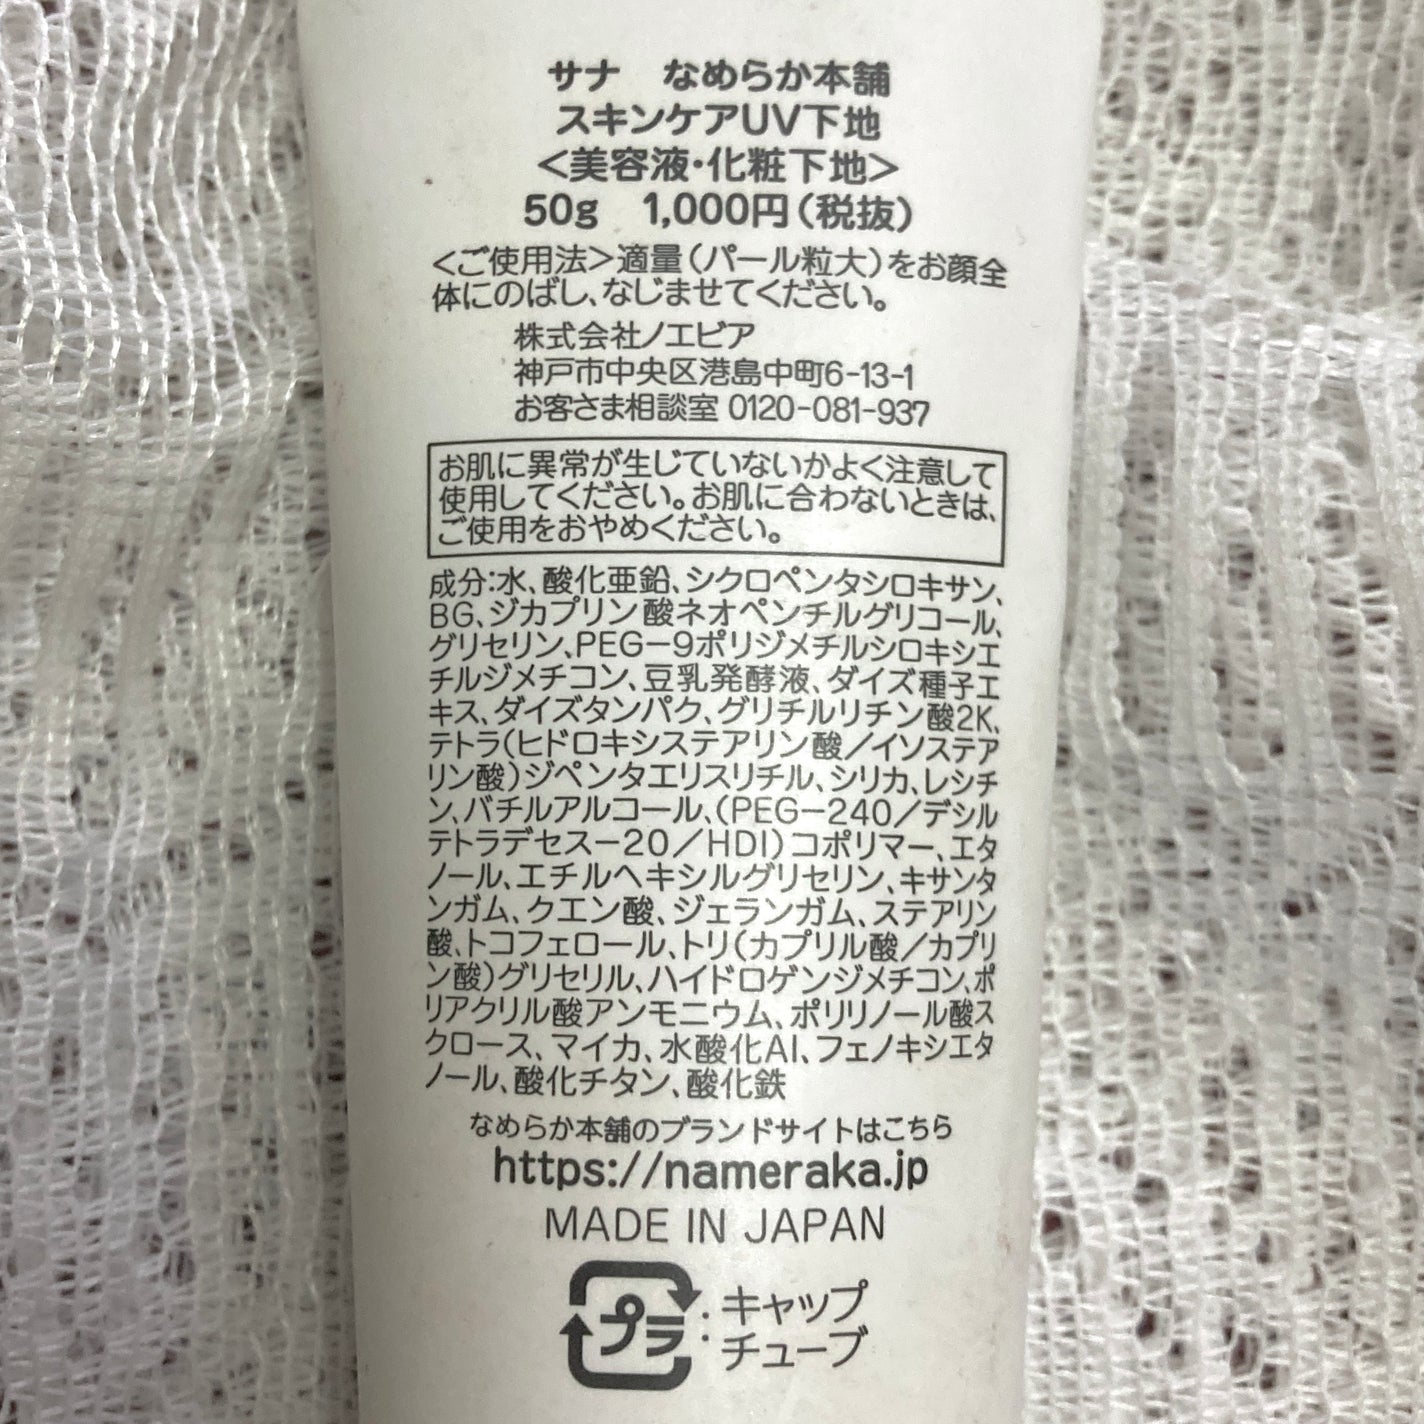 サナ　なめらか本舗
スキンケアUV下地
<美容液・化粧下地>
50g　1,000円(税抜)
<ご使用法>適量(パール粒大)をお顔全
体にのばし、なじませてください。
株式会社ノエビア
神戸市中央区港島中町6-13-1
お客さま相談室 0120-081-937
お肌に異常が生じていないかよく注意して
使用してください。お肌に合わないときは、
ご使用をおやめください。
成分:水、酸化亜鉛、シクロペンタシロキサン、
BG、ジカプリン酸ネオペンチルグリコール、
グリセリン、PEG-9ポリジメチルシロキシエ
チルジメチコン、豆乳発酵液、ダイズ種子エ
キス、ダイズタンパク、グリチルリチン酸2K、
テトラ(ヒドロキシステアリン酸/イソステア
リン酸)ジペンタエリスリチル、シリカ、レシチ
ン、バチルアルコール、(PEG-240/デシル
テトラデセス-20/HDI)コポリマー、エタ
ノール、エチルヘキシルグリセリン、キサンタ
ンガム、クエン酸、ジェランガム、ステアリン
酸、トコフェロール、トリ(カプリル酸/カプリ
ン酸)グリセリル、ハイドロゲンジメチコン、ポ
リアクリル酸アンモニウム、ポリリノール酸ス
クロース、マイカ、水酸化Al、フェノキシエタ
ノール、酸化チタン、酸化鉄
なめらか本舗のブランドサイトはこちら
https://nameraka.jp
MADE IN JAPAN
プラ : キャップ
: チューブ